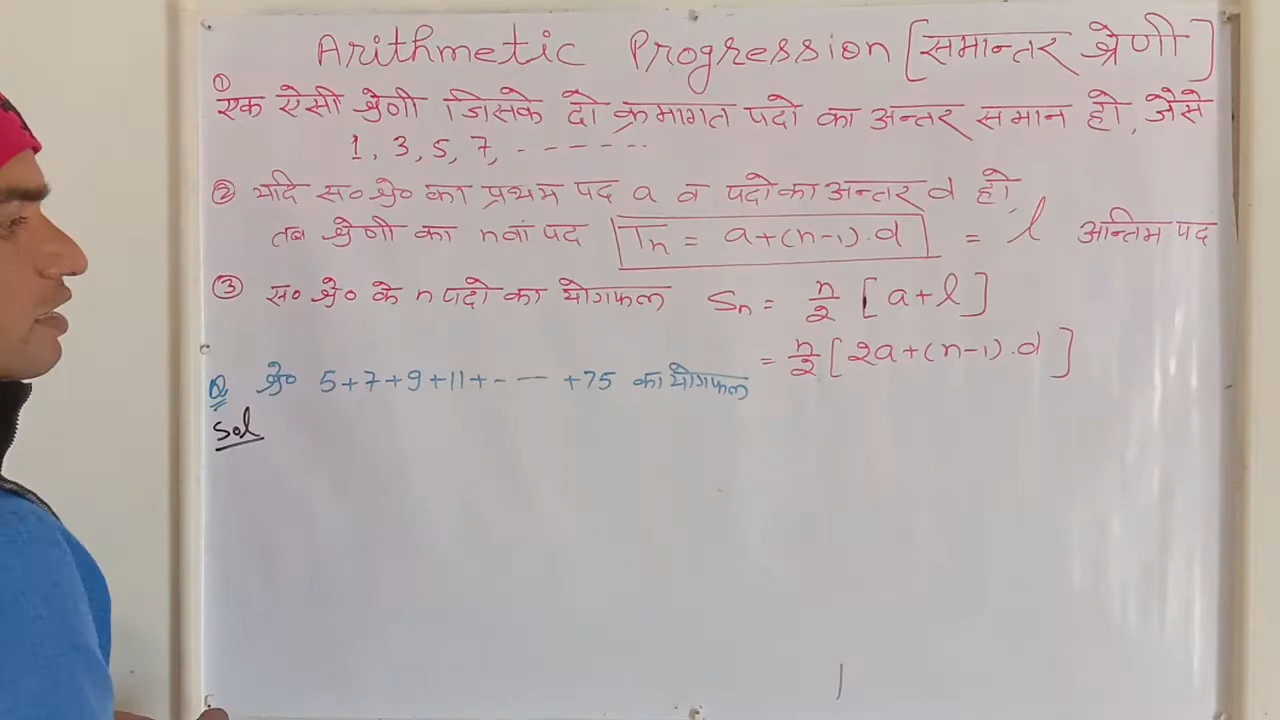 Arithmetic Progression [समान्तर श्रेणी]
① एक ऐसी श्रेणी जिसके दो क्रमागत पदो का अन्तर समान हो, जैसे
1, 3, 5, 7, - - - - - - ..
② यदि स० श्रे० का प्रथम पद a व पदो का अन्तर d हो,
तब श्रेणी का nवां पद Tn = a+(n-1).d = l अन्तिम पद
③ स० श्रे० के n पदो का योगफल Sn = n/2 [a+l]
= n/2 [2a+(n-1).d]
Q श्रे० 5+7+9+11+- - - +75 का योगफल
Sol